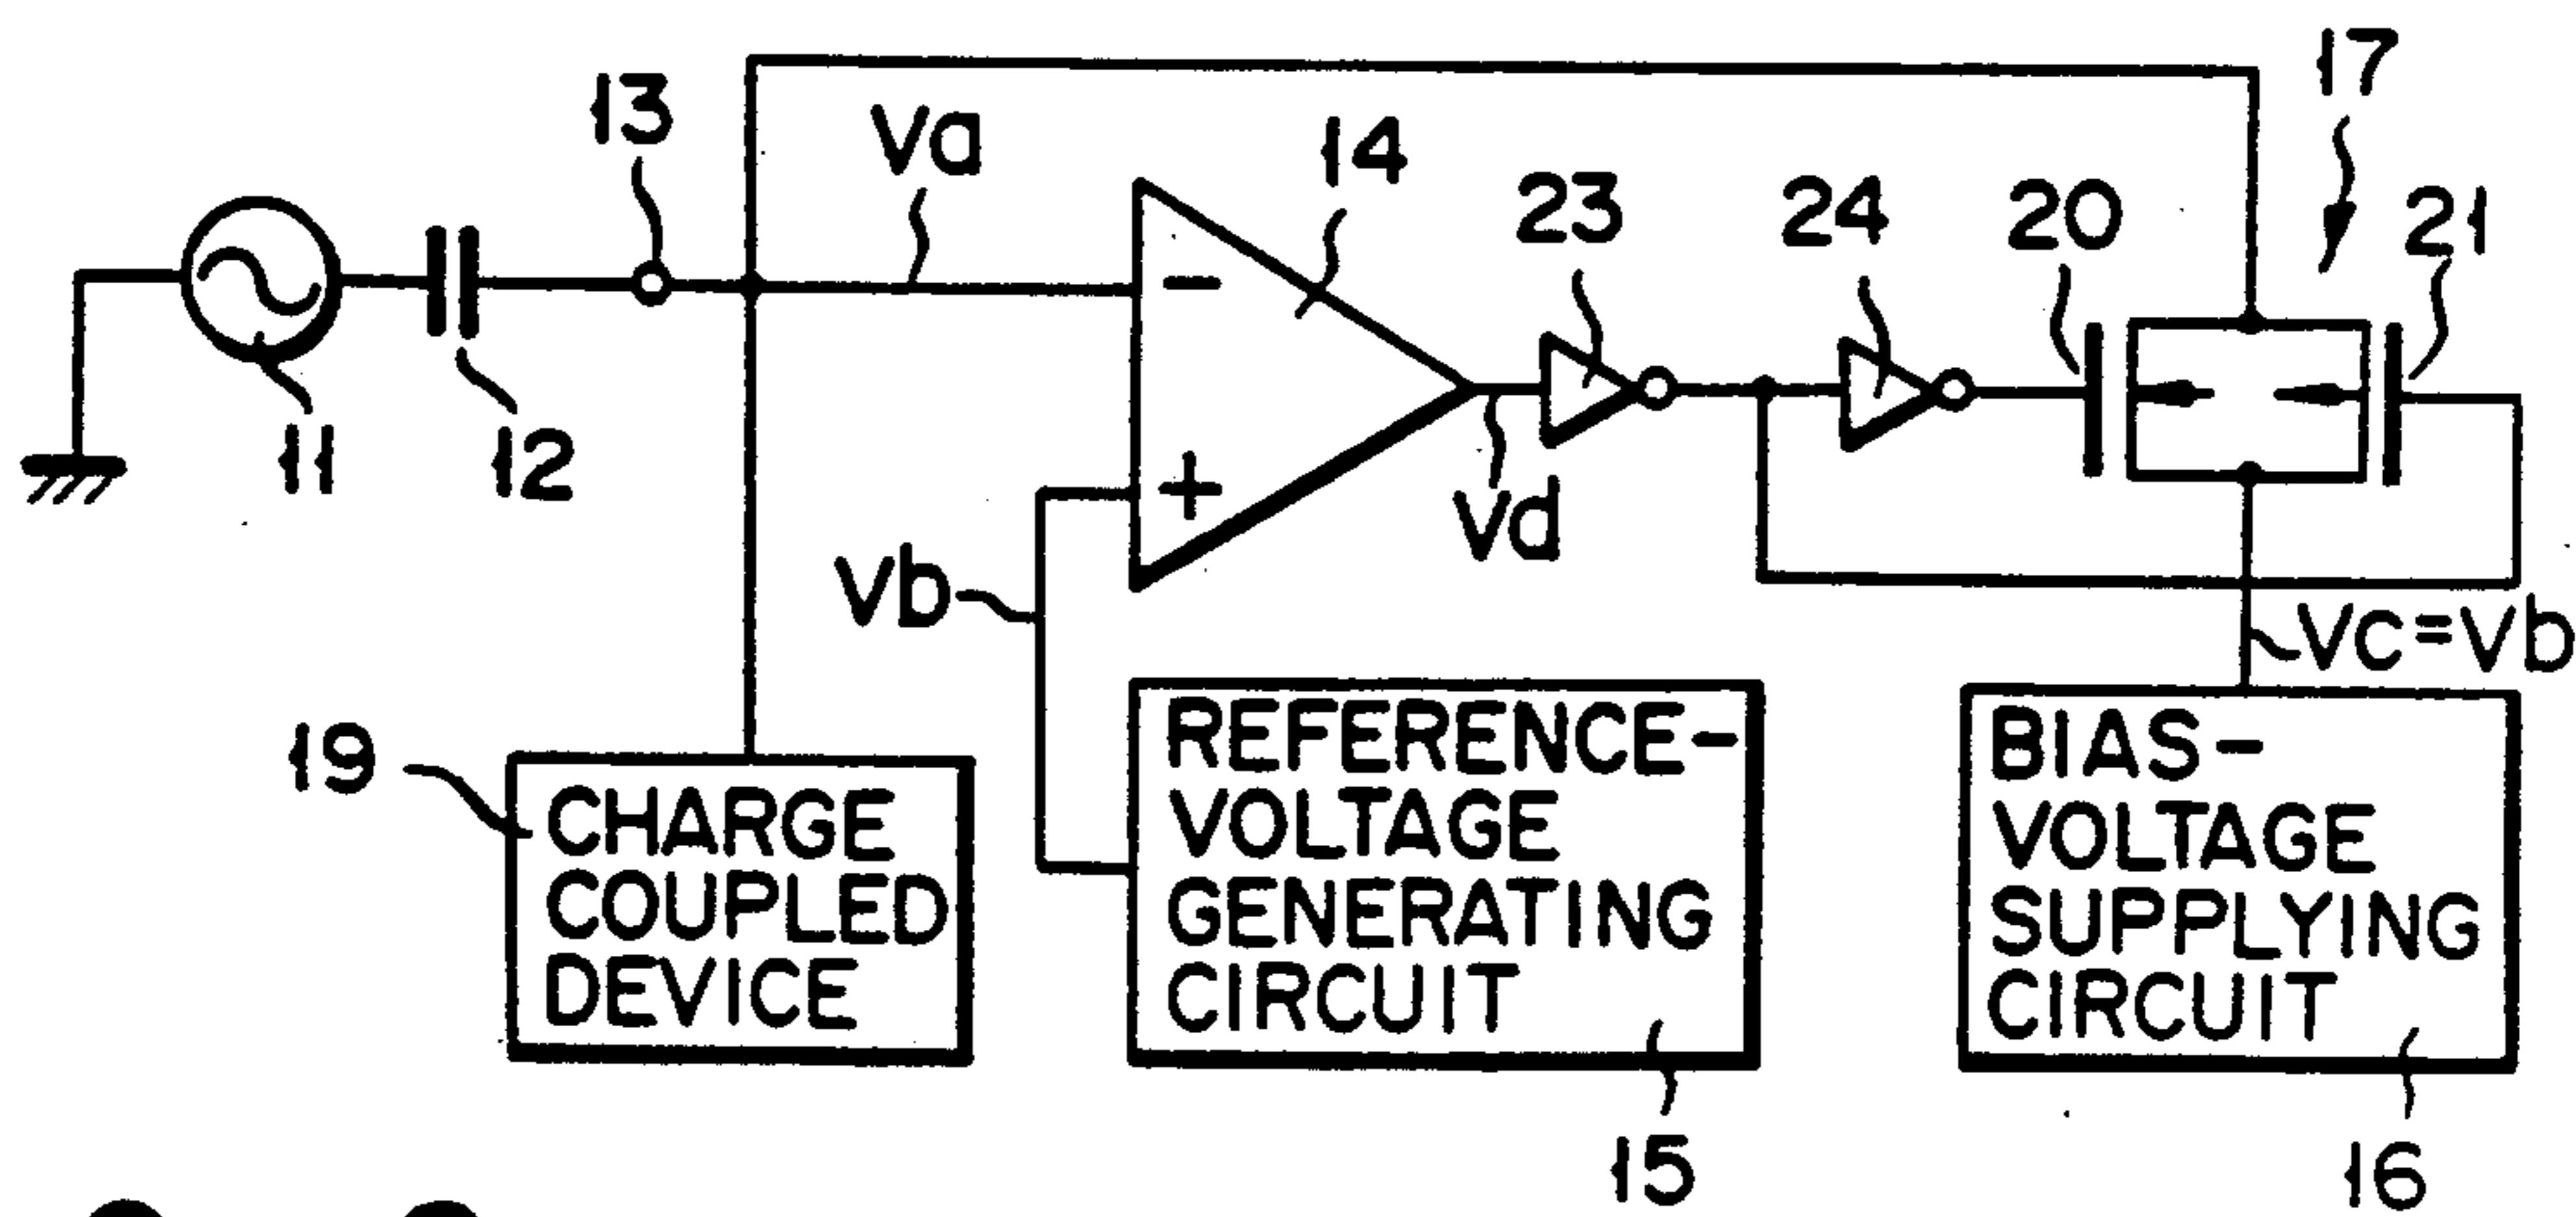 17
13
Va
14
23
24
20
21
-
+
11
12
Vd
Vb
Vc=Vb
19
CHARGE
COUPLED
DEVICE
REFERENCE-
VOLTAGE
GENERATING
CIRCUIT
BIAS-
VOLTAGE
SUPPLYING
CIRCUIT
15
16